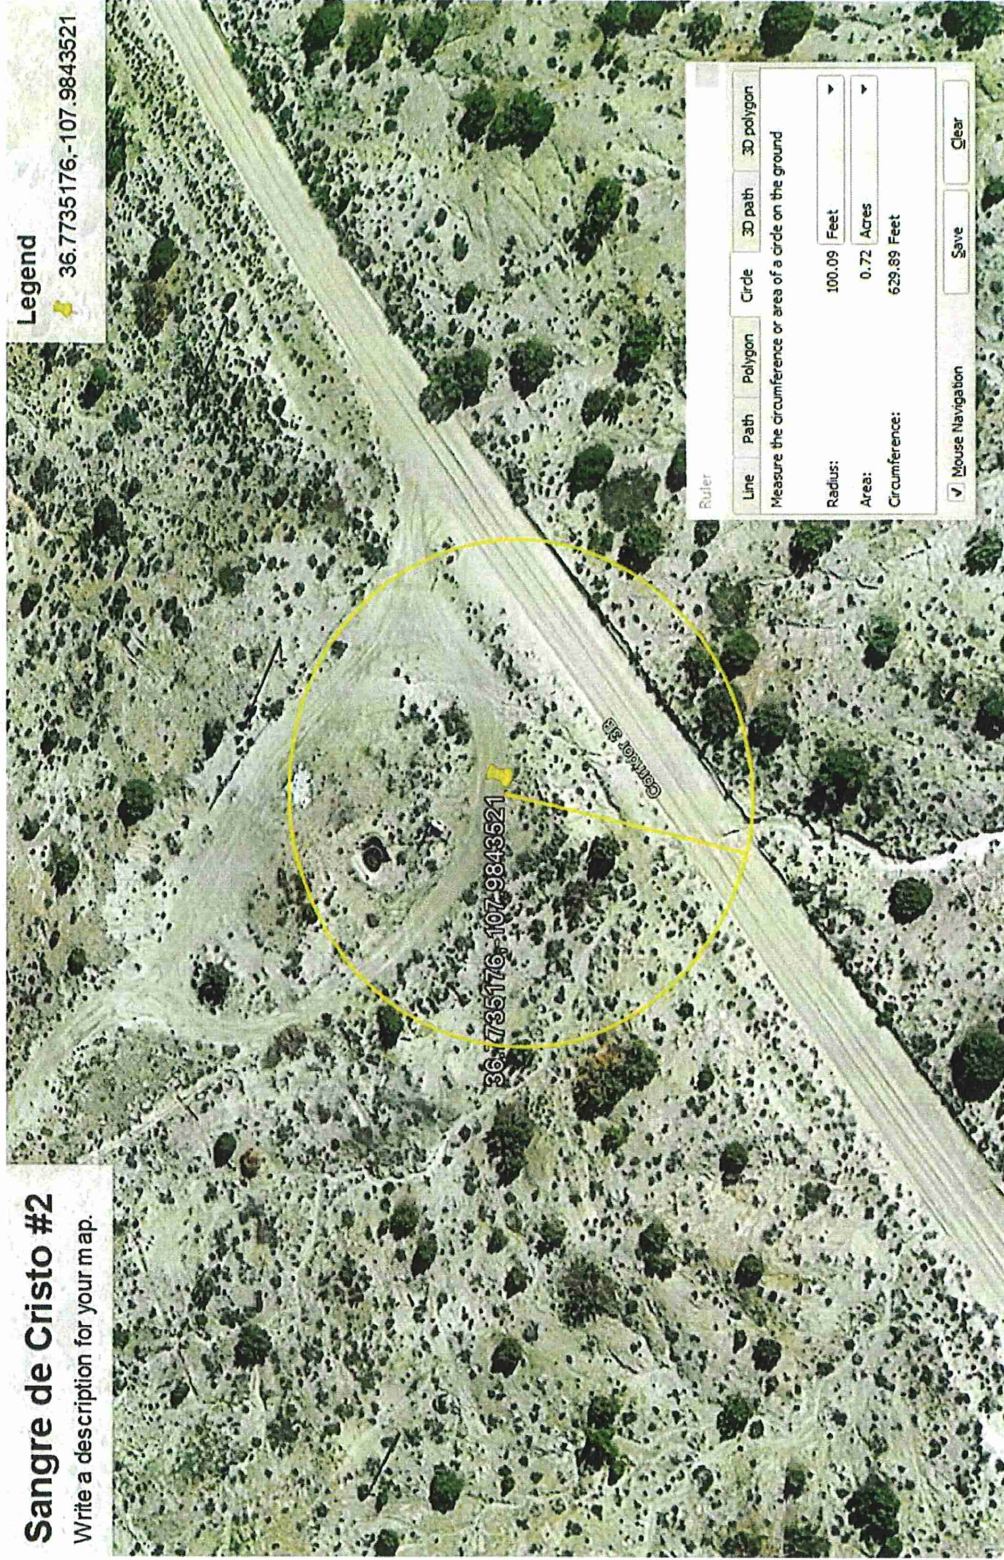 Sangre de Cristo #2
Write a description for your map.
Legend
36.7735176,-107.9843521
36.7735176,-107.9843521
Corridor 3B
Ruler
Line Path Polygon Circle 3D path 3D polygon
Measure the circumference or area of a circle on the ground
Radius: 100.09 Feet
Area: 0.72 Acres
Circumference: 629.89 Feet
Mouse Navigation Save Clear